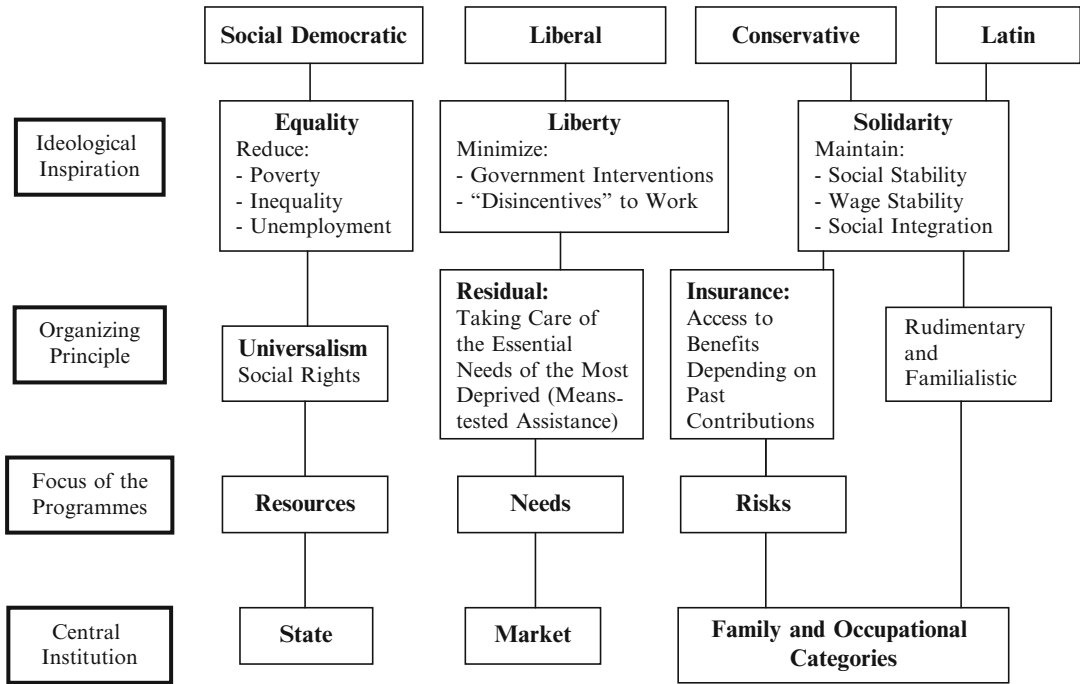 Social Democratic
Liberal
Conservative
Latin
Ideological
Inspiration
Equality
Reduce:
- Poverty
- Inequality
- Unemployment
Liberty
Minimize:
- Government Interventions
- “Disincentives” to Work
Solidarity
Maintain:
- Social Stability
- Wage Stability
- Social Integration
Organizing
Principle
Universalism
Social Rights
Residual:
Taking Care of
the Essential
Needs of the Most
Deprived (Means-
tested Assistance)
Insurance:
Access to
Benefits
Depending on
Past
Contributions
Rudimentary
and
Familialistic
Focus of the
Programmes
Resources
Needs
Risks
Central
Institution
State
Market
Family and Occupational
Categories